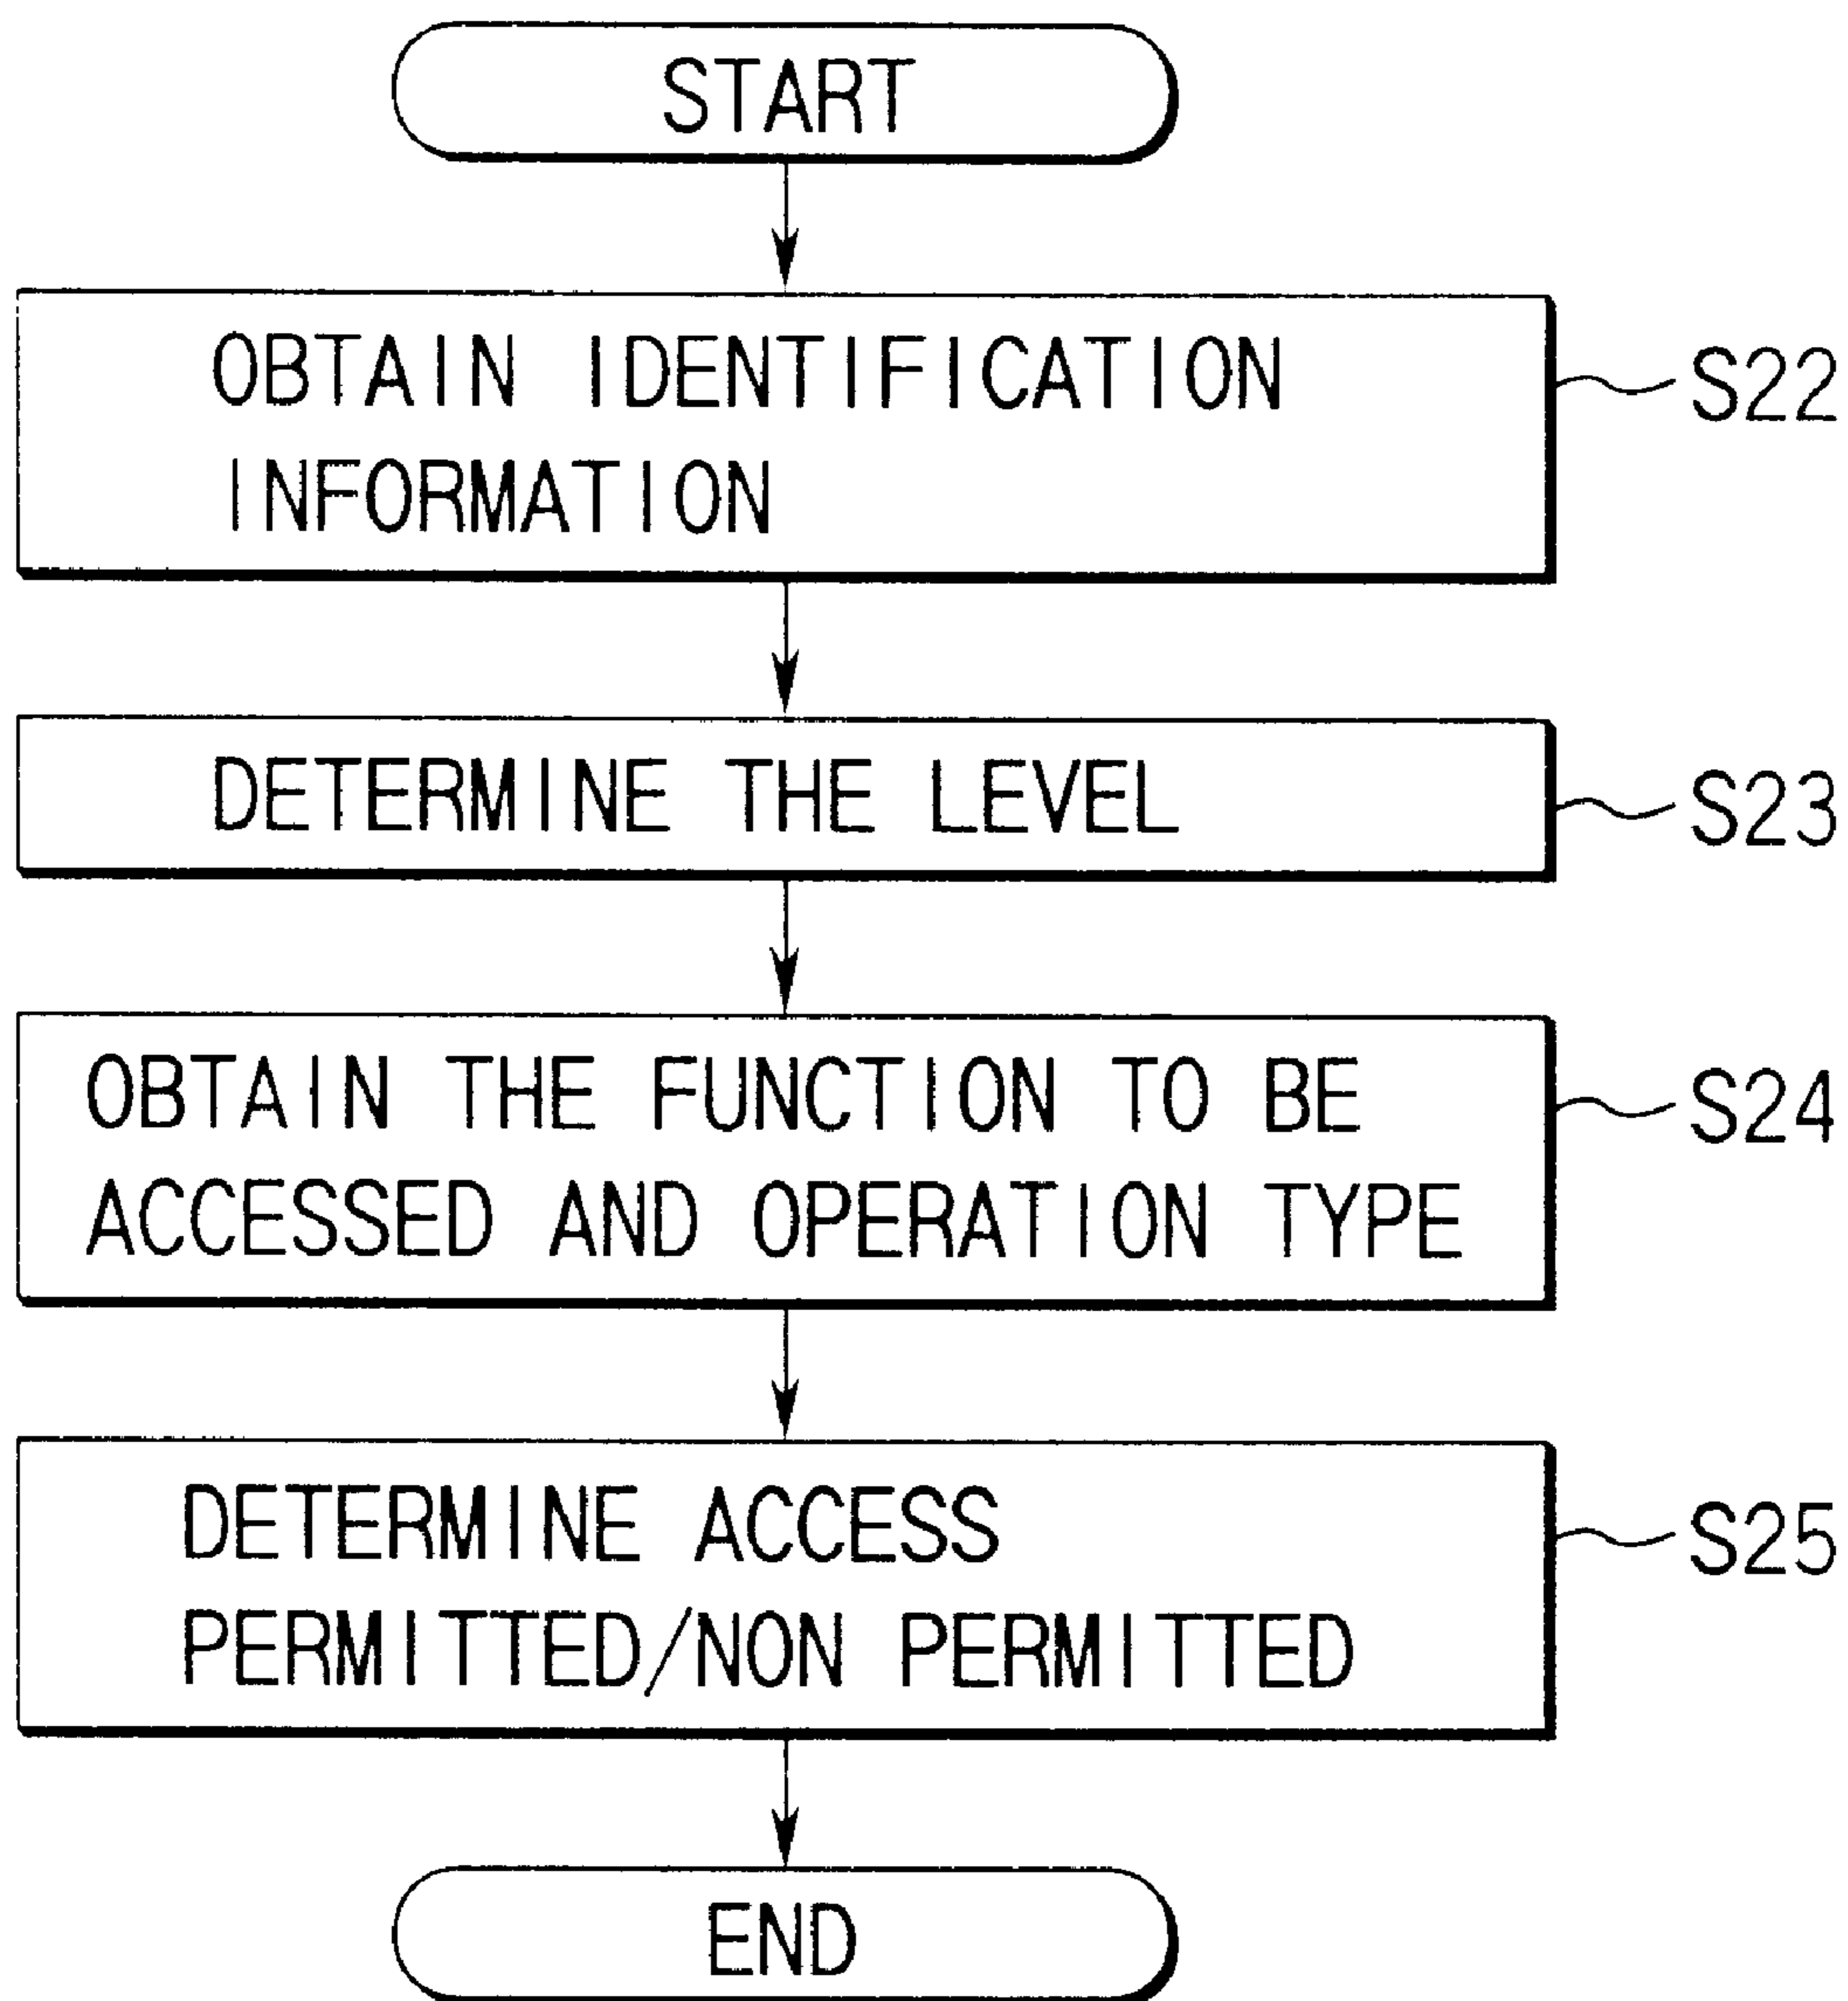 START
OBTAIN IDENTIFICATION
INFORMATION
S22
DETERMINE THE LEVEL
S23
OBTAIN THE FUNCTION TO BE
ACCESSED AND OPERATION TYPE
S24
DETERMINE ACCESS
PERMITTED/NON PERMITTED
S25
END